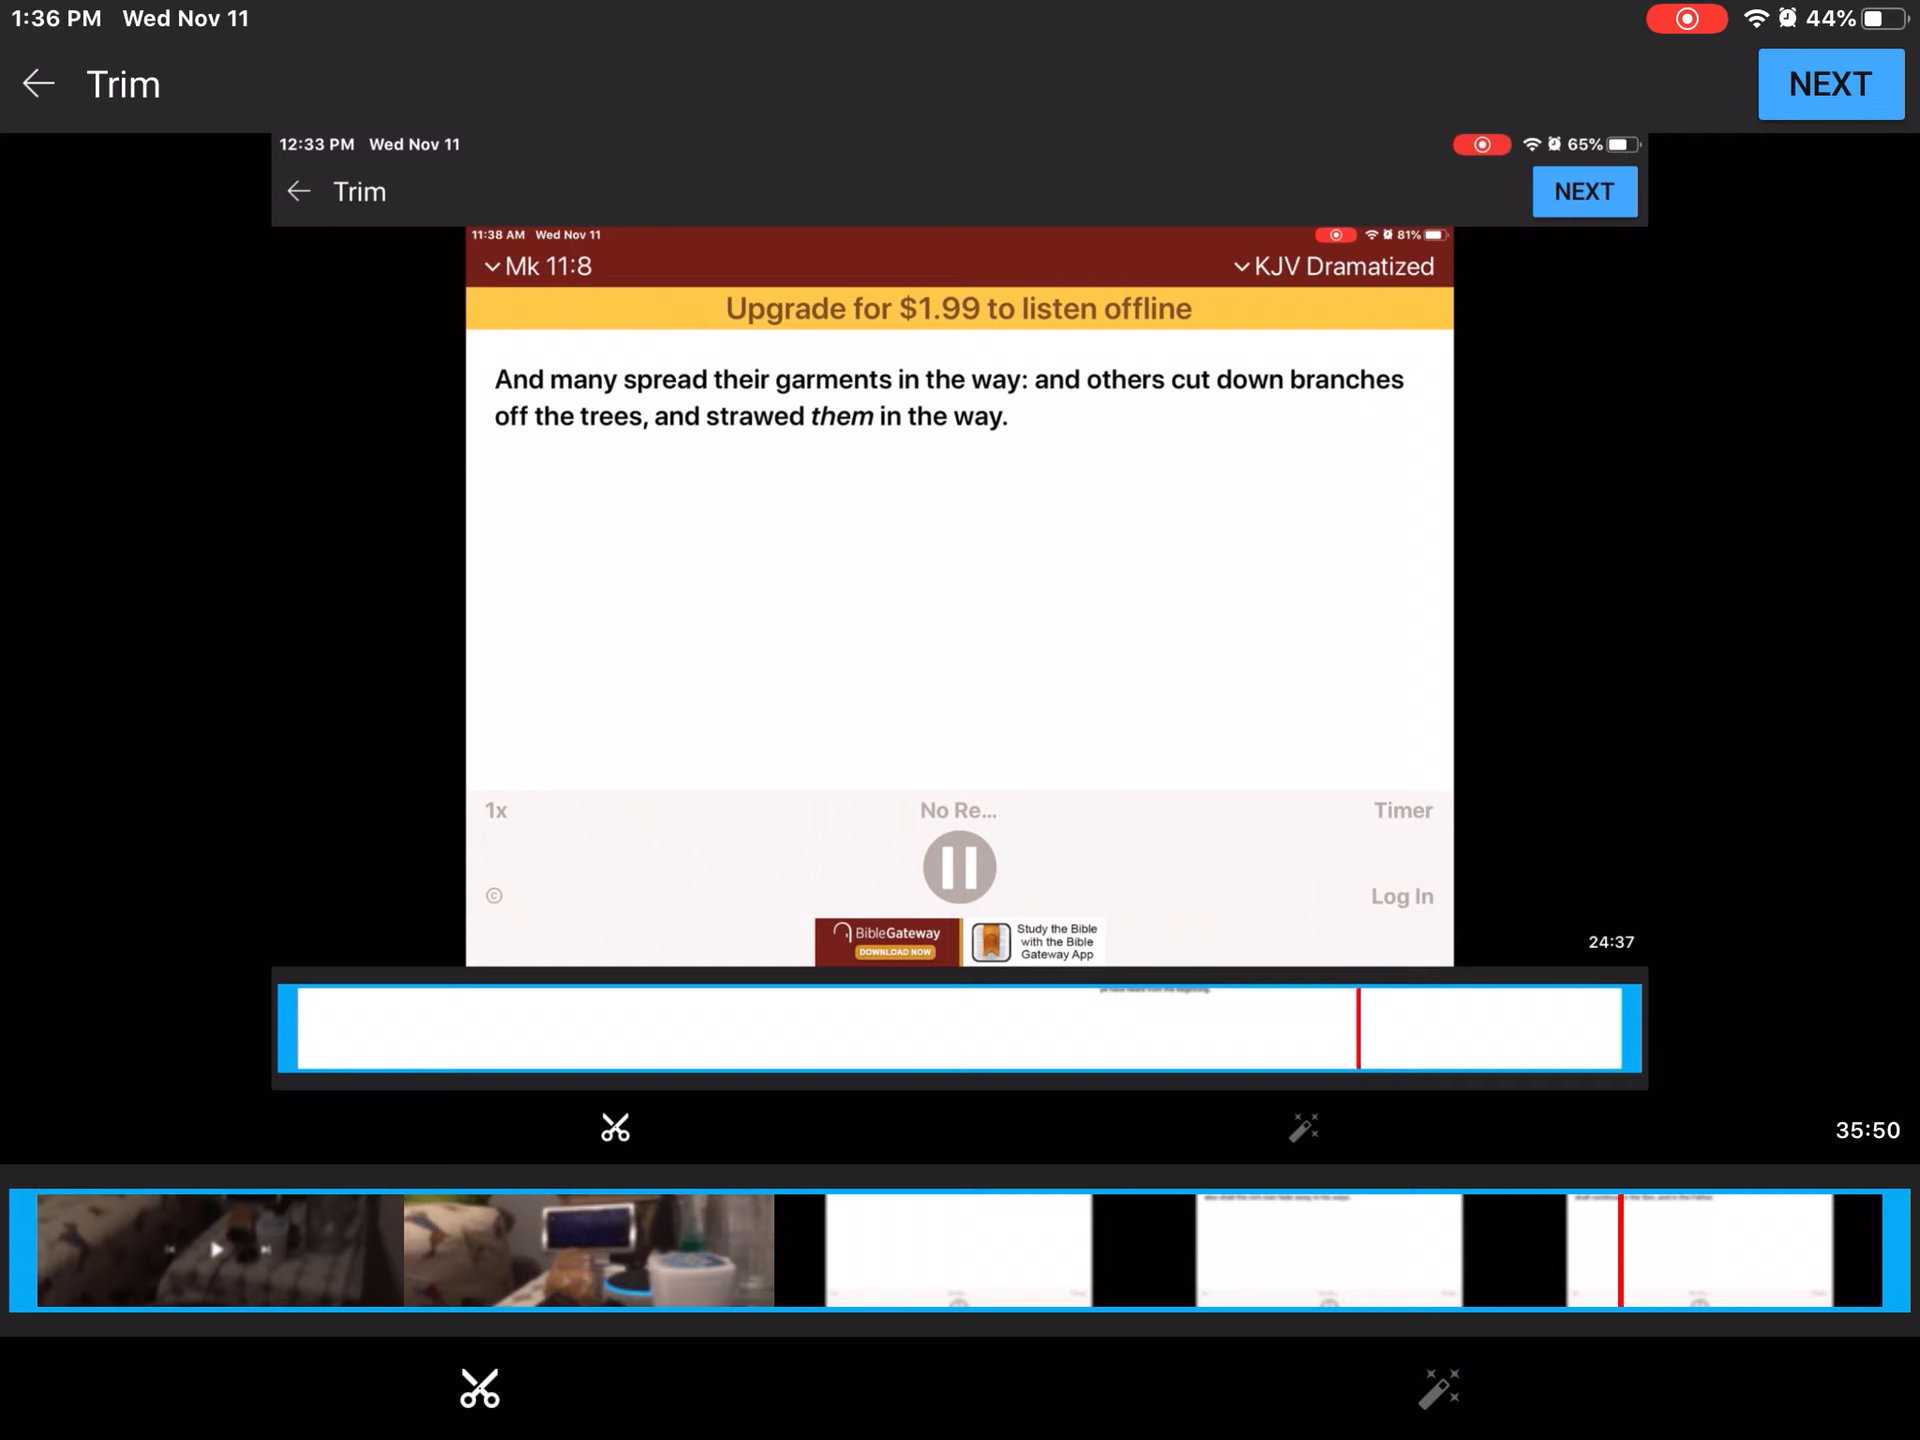 1:36 PM Wed Nov 11 44%
Trim NEXT
12:33 PM Wed Nov 11 65%
Trim NEXT
11:38 AM Wed Nov 11 81%
Mk 11:8 KJV Dramatized
Upgrade for $1.99 to listen offline
And many spread their garments in the way: and others cut down branches
off the trees, and strawed them in the way.
1x No Re... Timer
© Log In
BibleGateway
DOWNLOAD NOW
Study the Bible
with the Bible
Gateway App
24:37
35:50